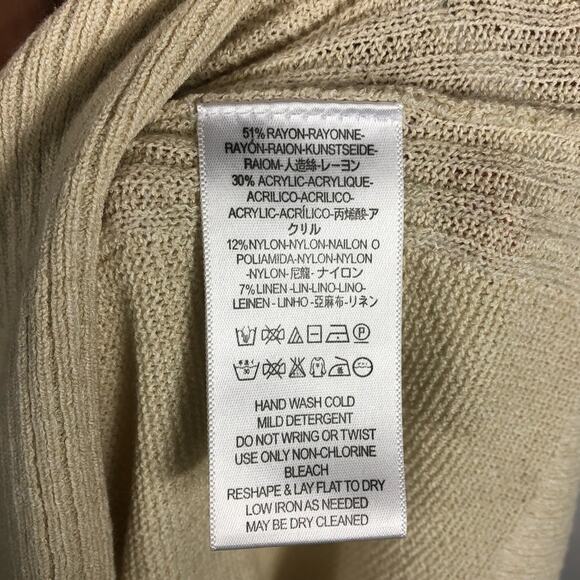 51% RAYON-RAYONNE-
RAYÓN-RAION-KUNSTSEIDE-
RAIOM-人造絲-レーヨン
30% ACRYLIC-ACRYLIQUE-
ACRILICO-ACRILICO-
ACRYLIC-ACRÍLICO-丙烯酸-ア
クリル
12%NYLON-NYLON-NAILON O
POLIAMIDA-NYLON-NYLON
-NYLON-尼龍- ナイロン
7% LINEN -LIN-LINO-LINO-
LEINEN - LINHO -亞麻布-リネン
HAND WASH COLD
MILD DETERGENT
DO NOT WRING OR TWIST
USE ONLY NON-CHLORINE
BLEACH
RESHAPE & LAY FLAT TO DRY
LOW IRON AS NEEDED
MAY BE DRY CLEANED